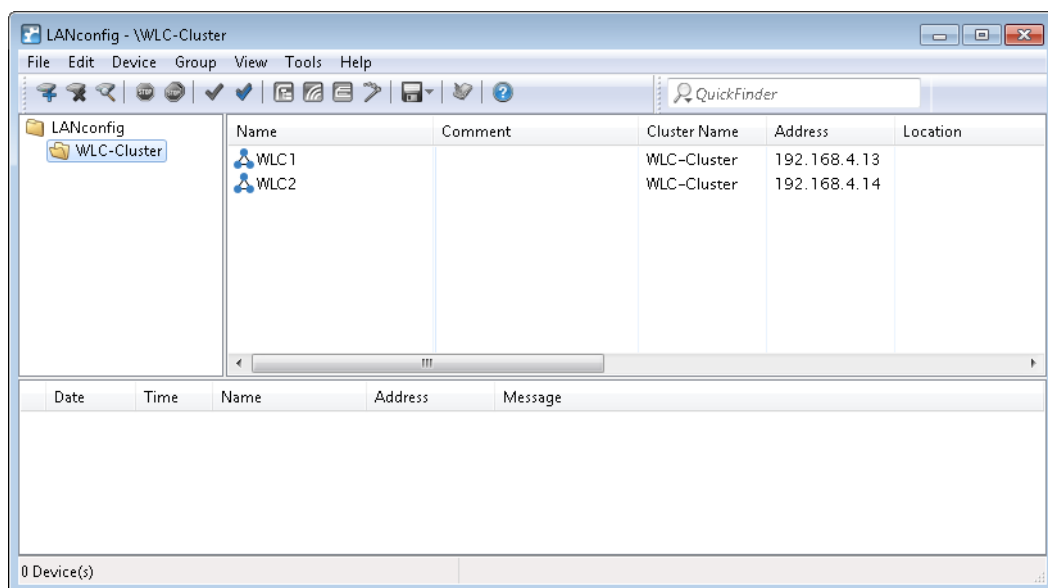 LANconfig - \WLC-Cluster
File Edit Device Group View Tools Help
QuickFinder
LANconfig
WLC-Cluster
Name Comment Cluster Name Address Location
WLC1 WLC-Cluster 192.168.4.13
WLC2 WLC-Cluster 192.168.4.14
Date Time Name Address Message
0 Device(s)